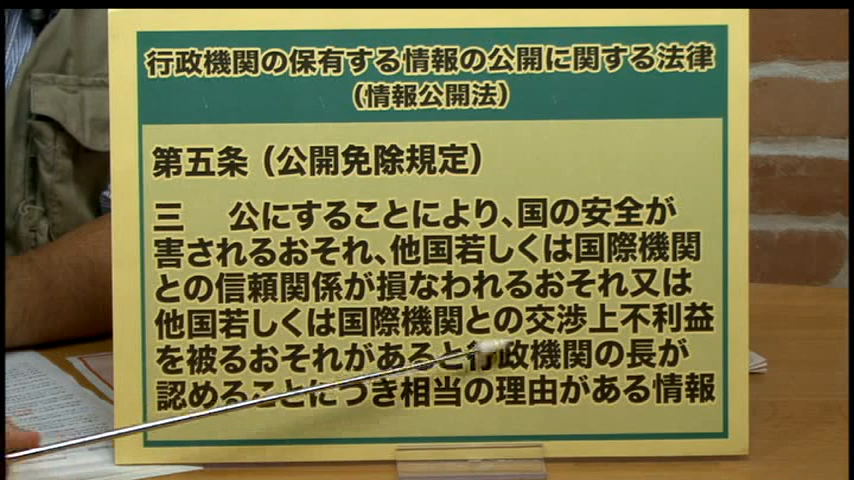 行政機関の保有する情報の公開に関する法律
（情報公開法）
第五条（公開免除規定）
三　公にすることにより、国の安全が
害されるおそれ、他国若しくは国際機関
との信頼関係が損なわれるおそれ又は
他国若しくは国際機関との交渉上不利益
を被るおそれがあると行政機関の長が
認めることにつき相当の理由がある情報